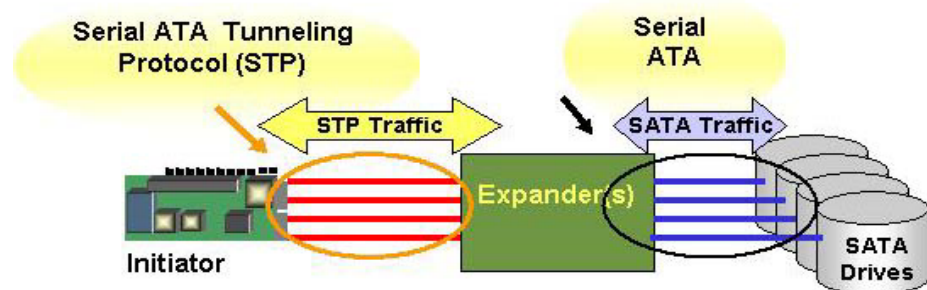 Serial ATA Tunneling
Protocol (STP)
Serial
ATA
STP Traffic
SATA Traffic
Expander(s)
Initiator
SATA
Drives